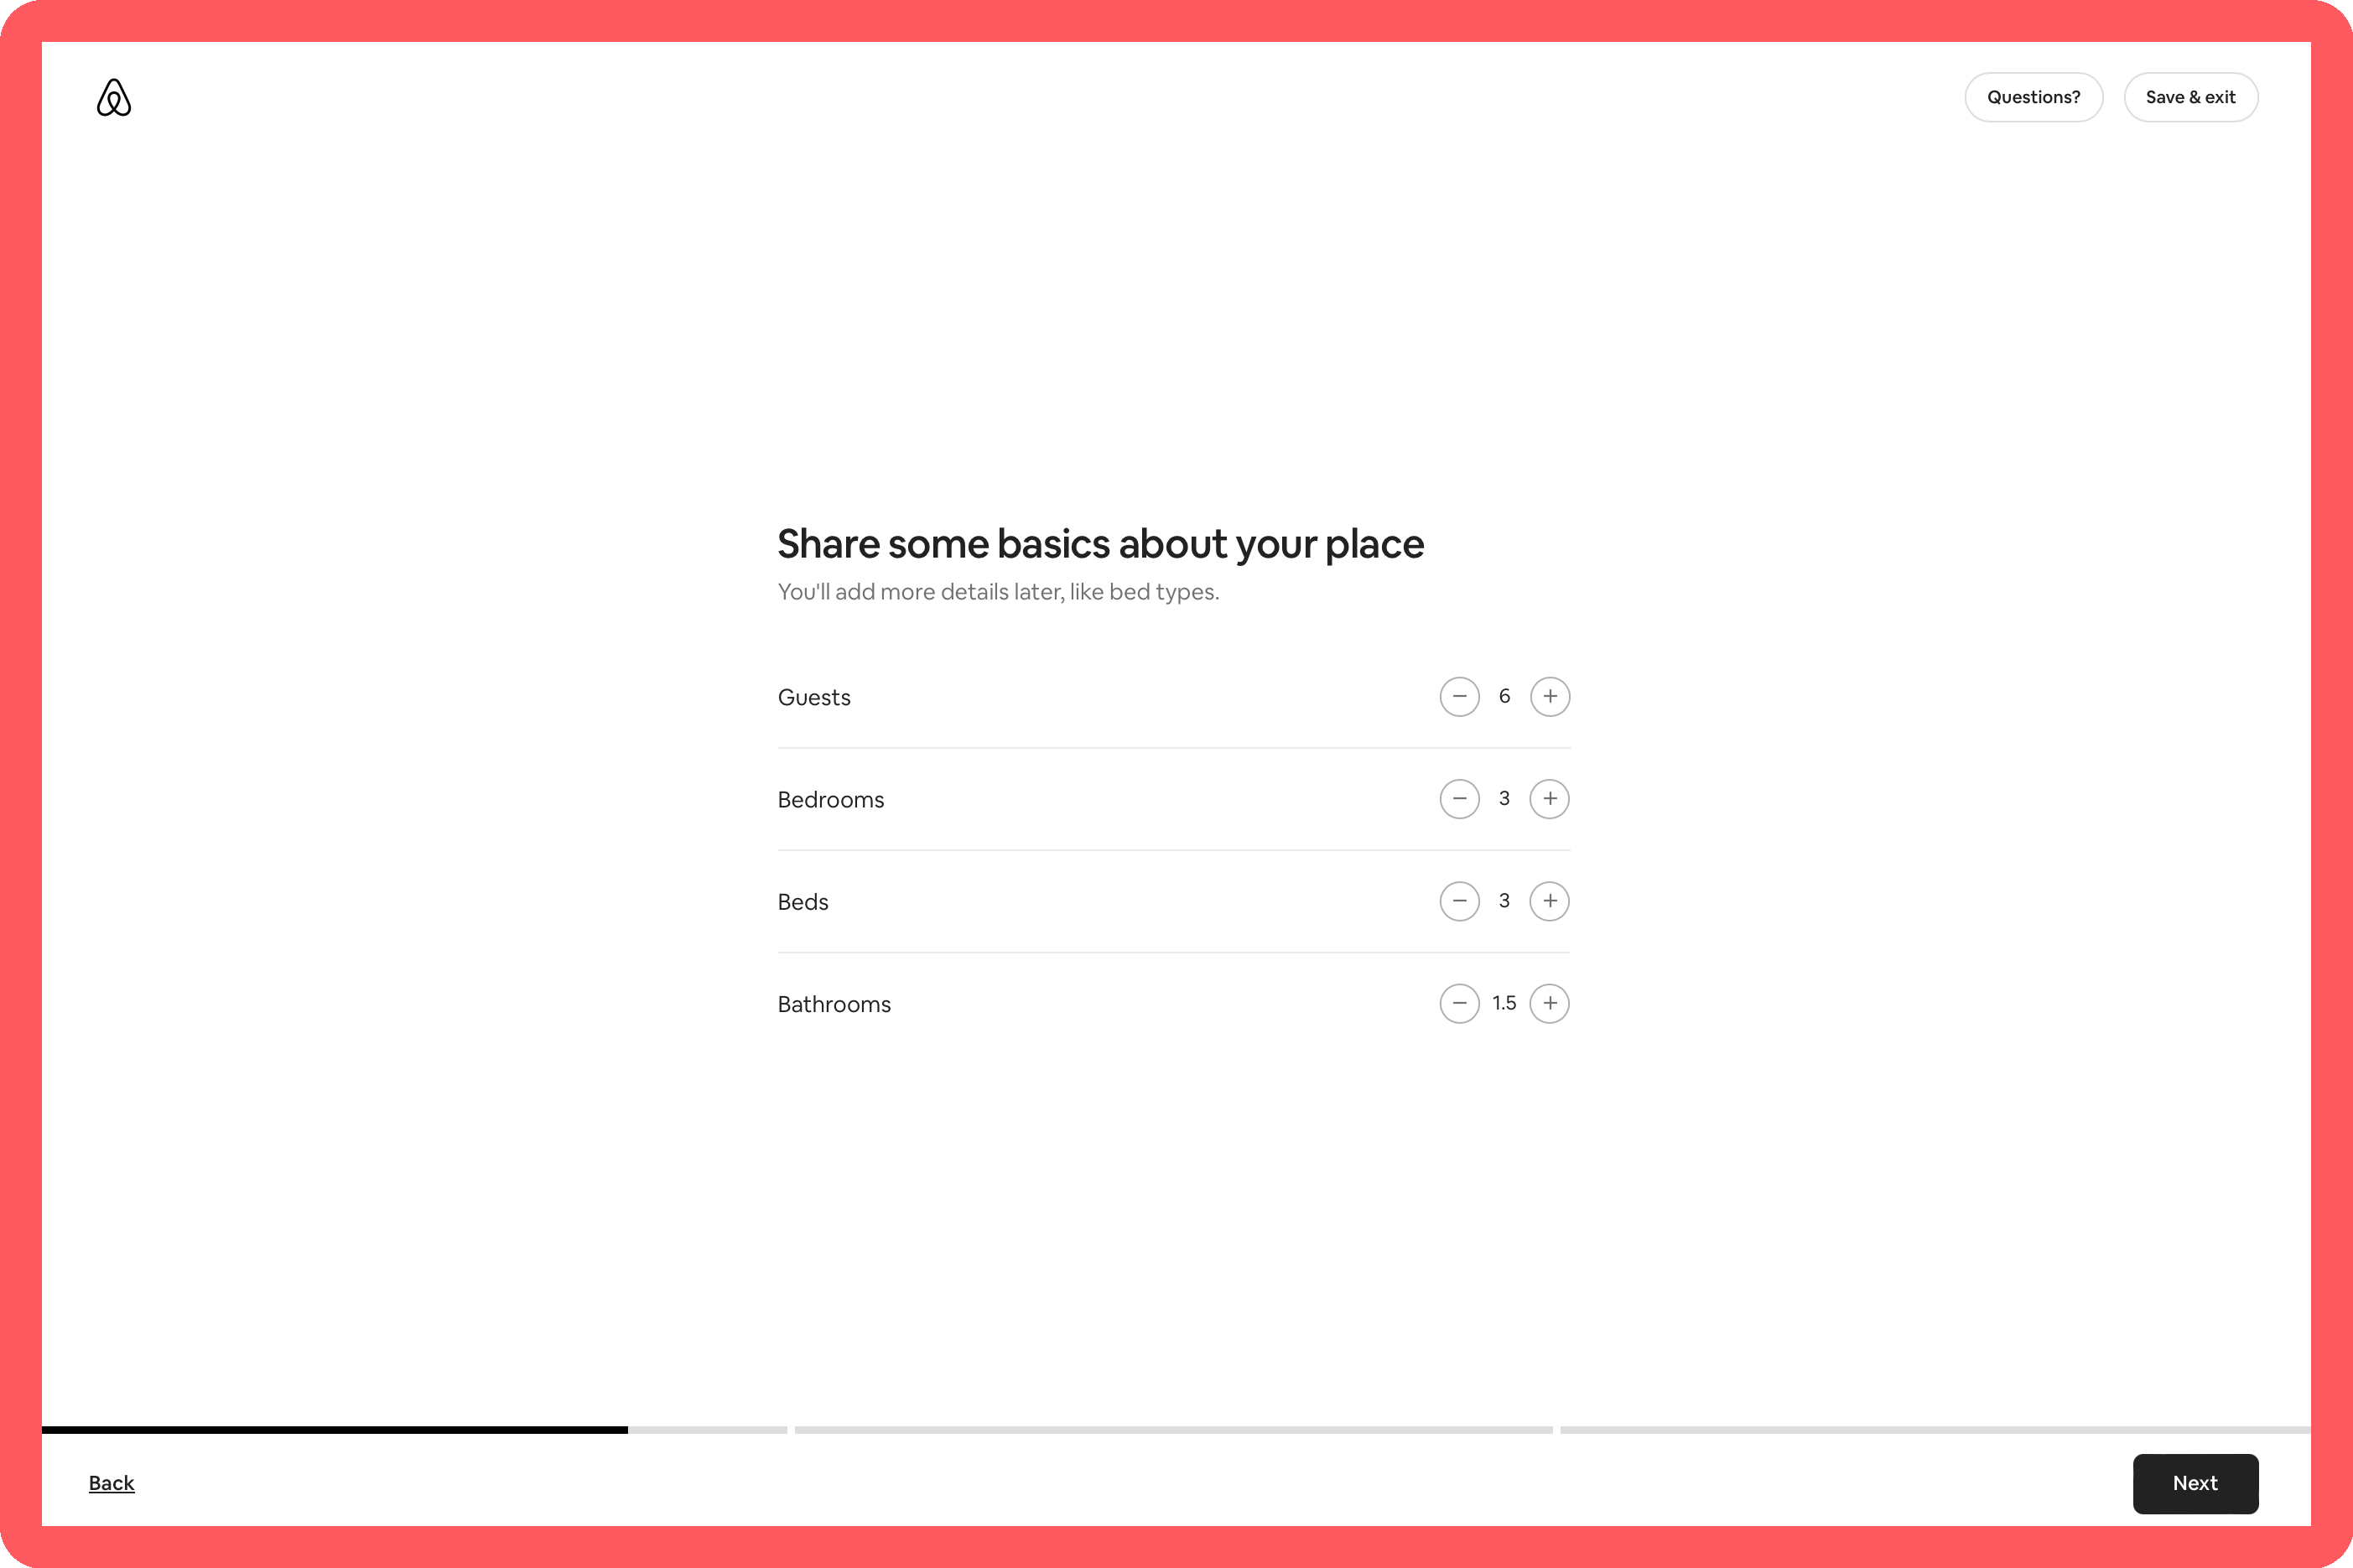 Questions?
Save & exit
Share some basics about your place
You'll add more details later, like bed types.
Guests
6
Bedrooms
3
Beds
3
Bathrooms
1.5
Back
Next